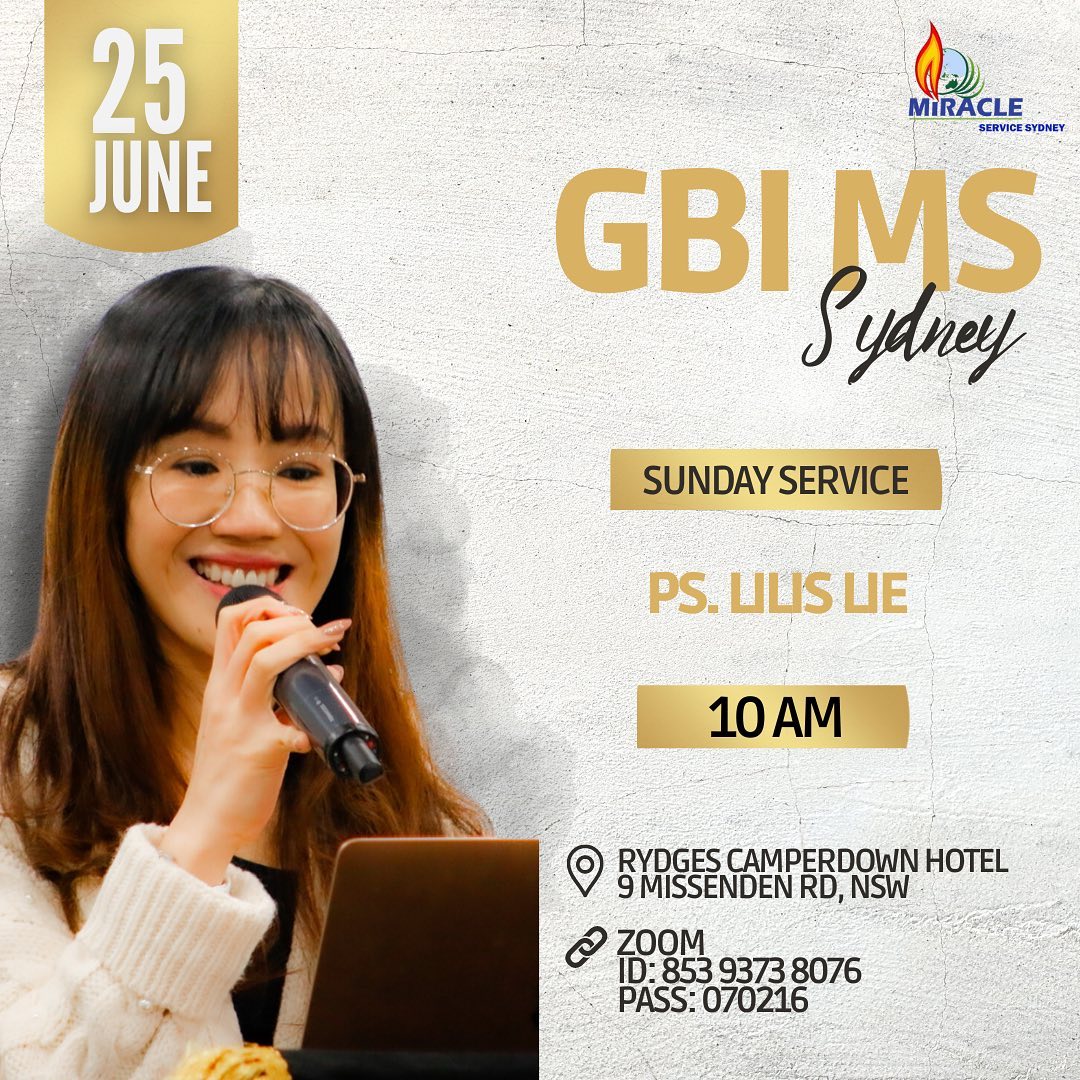 25
JUNE
MiRACLE
SERVICE SYDNEY
GBI MS
Sydney
SUNDAY SERVICE
PS. LILIS LIE
10 AM
RYDGES CAMPERDOWN HOTEL
9 MISSENDEN RD, NSW
ZOOM
ID: 853 9373 8076
PASS: 070216